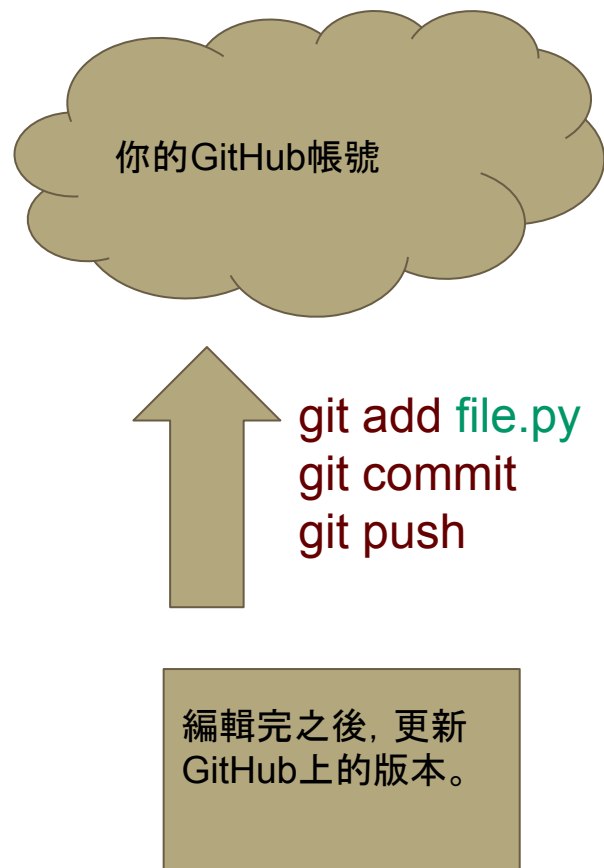 你的GitHub帳號
git add file.py
git commit
git push
編輯完之後, 更新
GitHub上的版本。